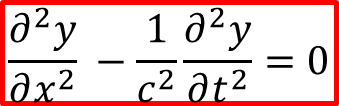 ∂²y/∂x² − 1/c² ∂²y/∂t² = 0